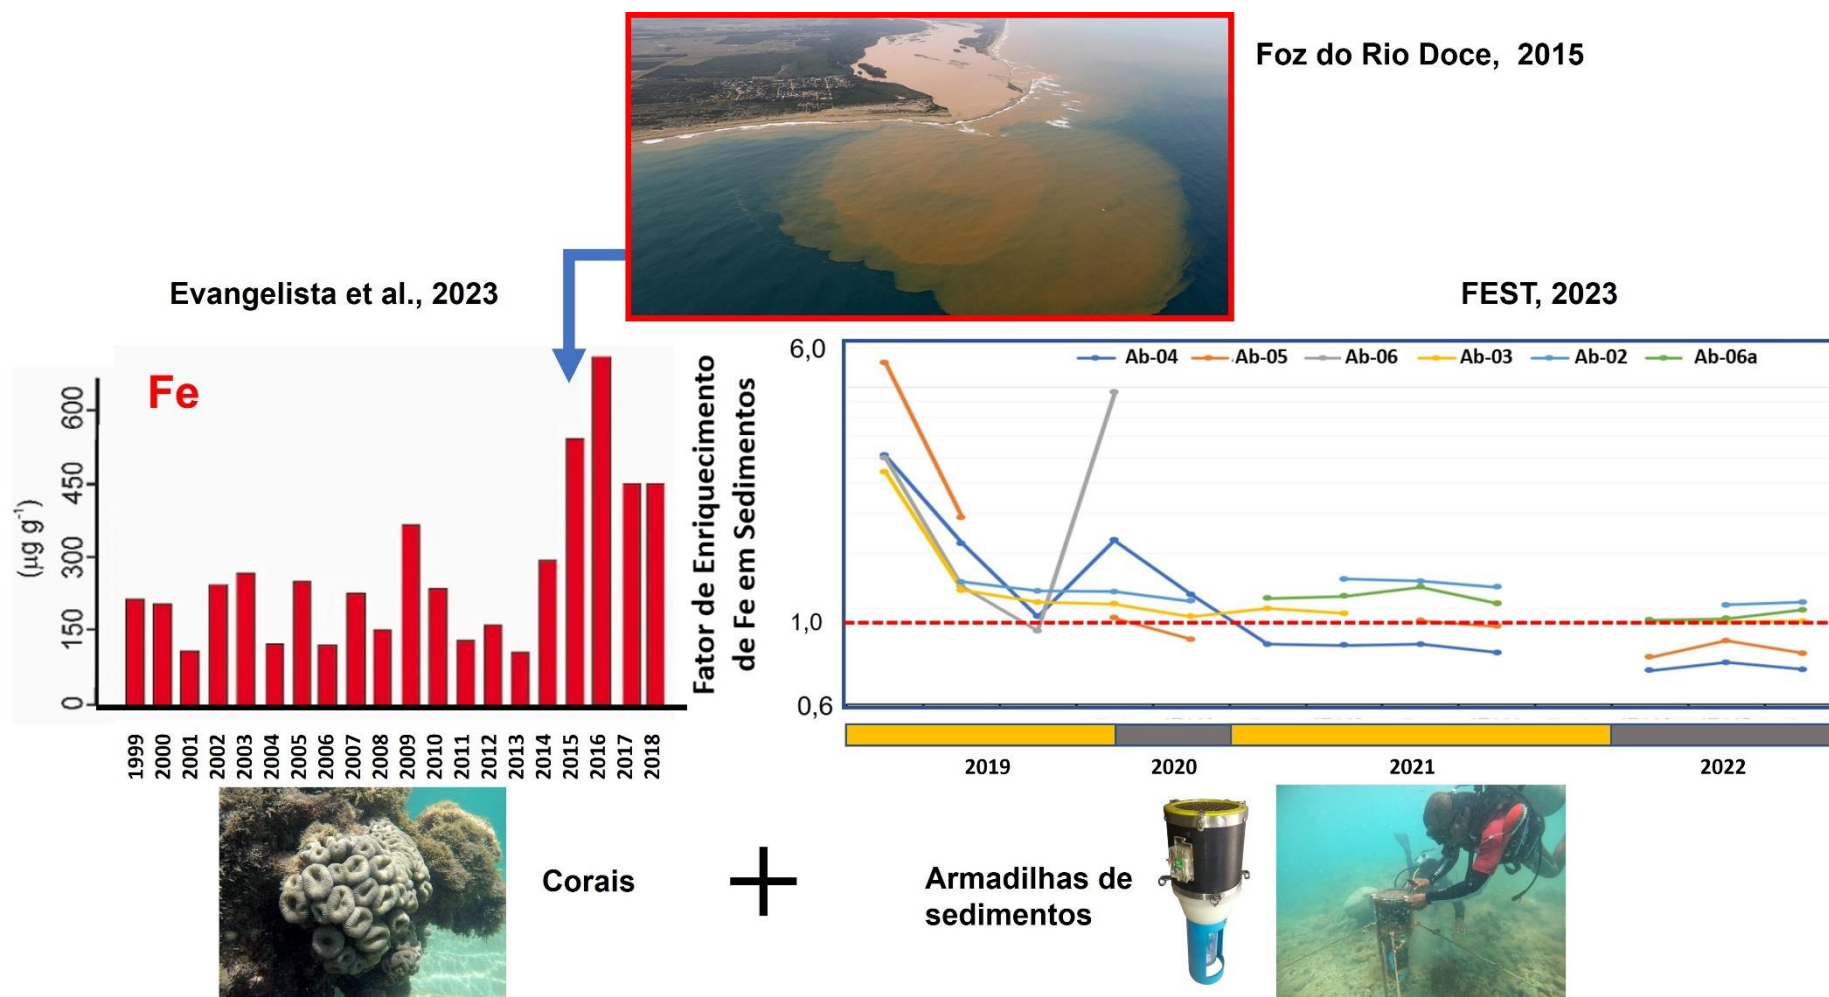 Foz do Rio Doce, 2015
Evangelista et al., 2023
FEST, 2023
Fe
(µg g⁻¹)
600
450
300
150
0
1999
2000
2001
2002
2003
2004
2005
2006
2007
2008
2009
2010
2011
2012
2013
2014
2015
2016
2017
2018
Fator de Enriquecimento
de Fe em Sedimentos
6,0
1,0
0,6
Ab-04
Ab-05
Ab-06
Ab-03
Ab-02
Ab-06a
2019
2020
2021
2022
Corais
+
Armadilhas de
sedimentos